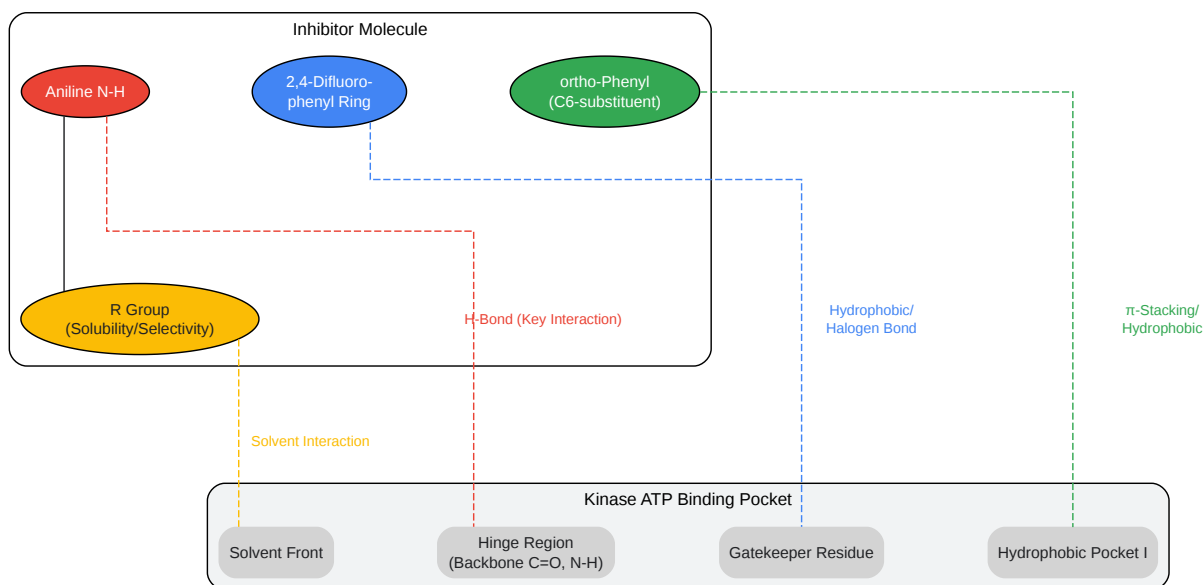 Inhibitor Molecule
Aniline N-H
2,4-Difluoro-
phenyl Ring
ortho-Phenyl
(C6-substituent)
R Group
(Solubility/Selectivity)
H-Bond (Key Interaction)
Hydrophobic/
Halogen Bond
π-Stacking/
Hydrophobic
Solvent Interaction
Kinase ATP Binding Pocket
Solvent Front
Hinge Region
(Backbone C=O, N-H)
Gatekeeper Residue
Hydrophobic Pocket I